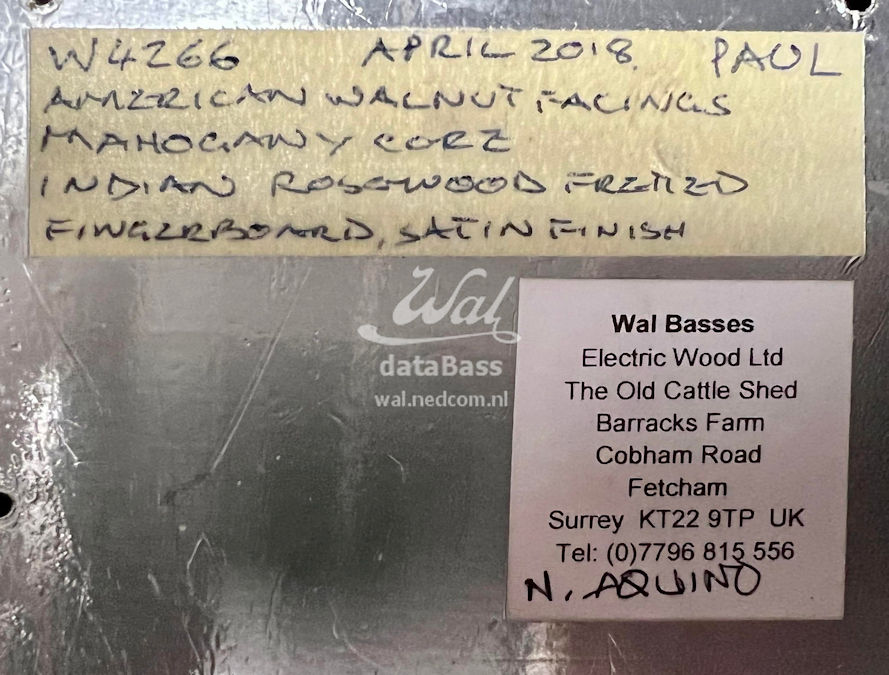 W4266 APRIL 2018. PAUL
AMERICAN WALNUT FACINGS
MAHOGANY CORE
INDIAN ROSEWOOD FRETTED
FINGERBOARD, SATIN FINISH
Wal
dataBass
wal.nedcom.nl
Wal Basses
Electric Wood Ltd
The Old Cattle Shed
Barracks Farm
Cobham Road
Fetcham
Surrey KT22 9TP UK
Tel: (0)7796 815 556
N. AQUINO